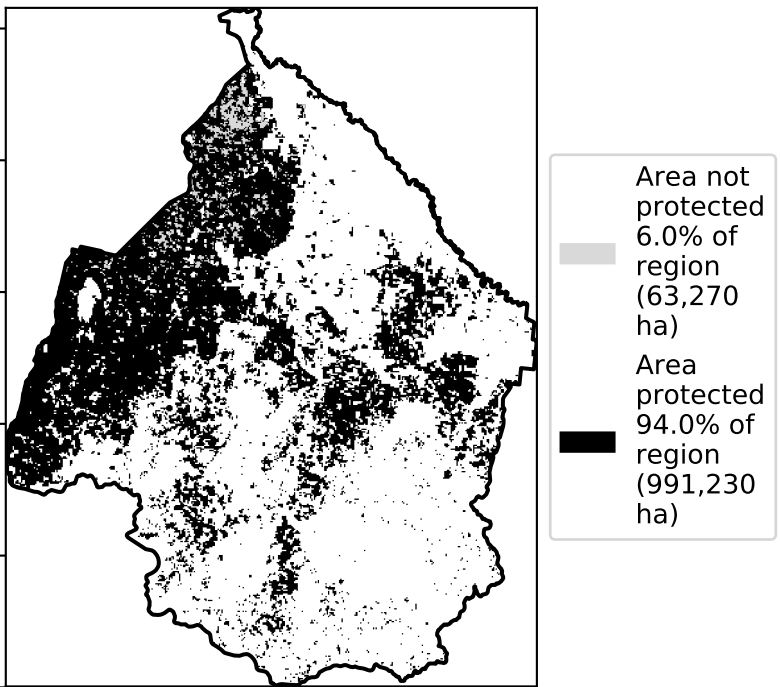 Area not
protected
6.0% of
region
(63,270
ha)
Area
protected
94.0% of
region
(991,230
ha)